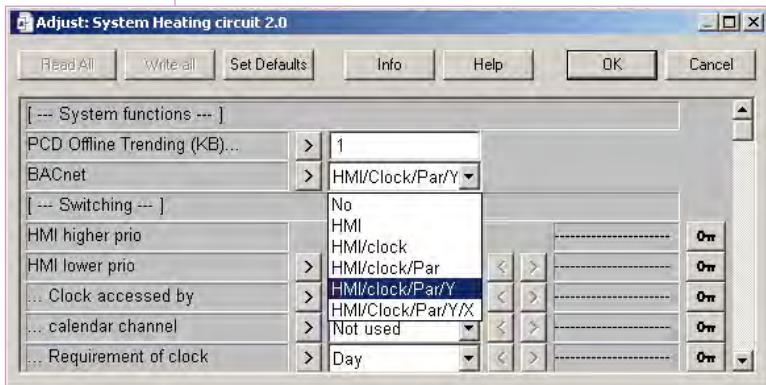 Adjust: System Heating circuit 2.0
Read All Write all Set Defaults Info Help OK Cancel
[ --- System functions --- ]
PCD Offline Trending (KB)... > 1
BACnet > HMI/Clock/Par/Y
[ --- Switching --- ]
No
HMI
HMI higher prio
HMI/clock
HMI lower prio > HMI/clock/Par < >
... Clock accessed by > HMI/clock/Par/Y < >
HMI/Clock/Par/Y/X
... calendar channel > Not used < >
... Requirement of clock > Day < >